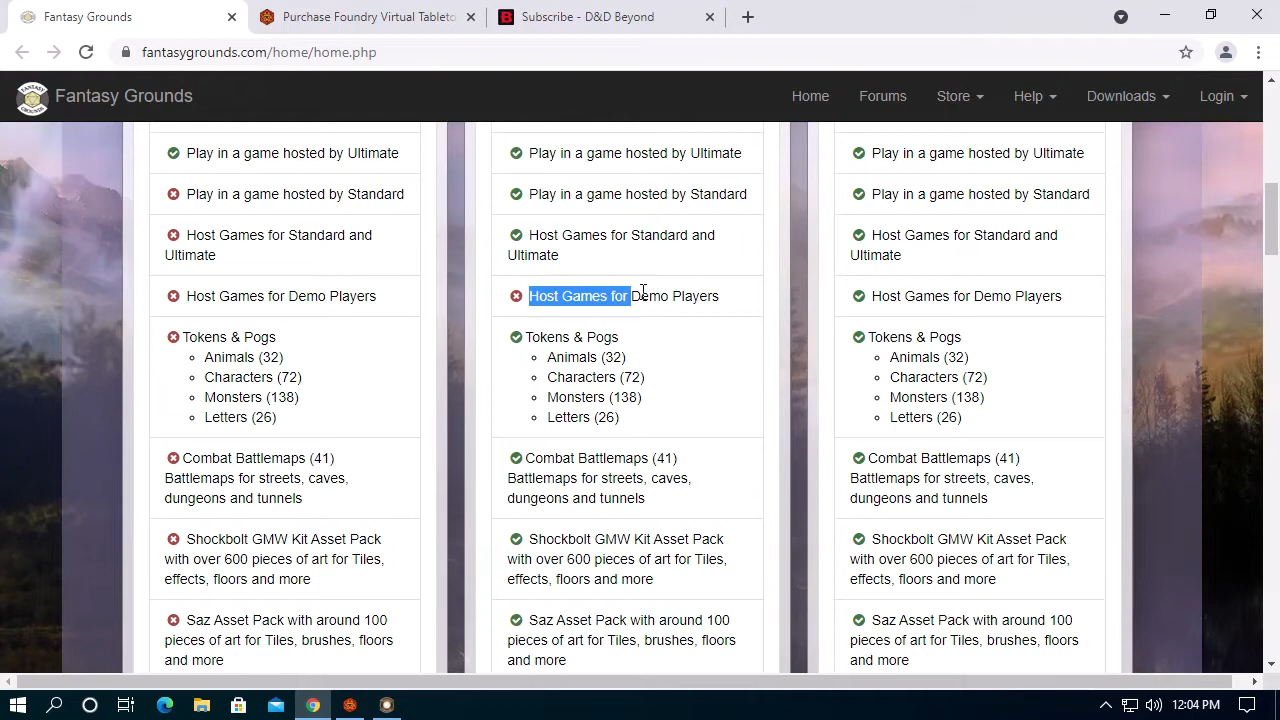 Fantasy Grounds
Purchase Foundry Virtual Tableto
Subscribe - D&D Beyond
fantasygrounds.com/home/home.php
Fantasy Grounds
Home
Forums
Store
Help
Downloads
Login
Play in a game hosted by Ultimate
Play in a game hosted by Standard
Host Games for Standard and
Ultimate
Host Games for Demo Players
Tokens & Pogs
Animals (32)
Characters (72)
Monsters (138)
Letters (26)
Combat Battlemaps (41)
Battlemaps for streets, caves,
dungeons and tunnels
Shockbolt GMW Kit Asset Pack
with over 600 pieces of art for Tiles,
effects, floors and more
Saz Asset Pack with around 100
pieces of art for Tiles, brushes, floors
and more
Play in a game hosted by Ultimate
Play in a game hosted by Standard
Host Games for Standard and
Ultimate
Host Games for Demo Players
Tokens & Pogs
Animals (32)
Characters (72)
Monsters (138)
Letters (26)
Combat Battlemaps (41)
Battlemaps for streets, caves,
dungeons and tunnels
Shockbolt GMW Kit Asset Pack
with over 600 pieces of art for Tiles,
effects, floors and more
Saz Asset Pack with around 100
pieces of art for Tiles, brushes, floors
and more
Play in a game hosted by Ultimate
Play in a game hosted by Standard
Host Games for Standard and
Ultimate
Host Games for Demo Players
Tokens & Pogs
Animals (32)
Characters (72)
Monsters (138)
Letters (26)
Combat Battlemaps (41)
Battlemaps for streets, caves,
dungeons and tunnels
Shockbolt GMW Kit Asset Pack
with over 600 pieces of art for Tiles,
effects, floors and more
Saz Asset Pack with around 100
pieces of art for Tiles, brushes, floors
and more
12:04 PM